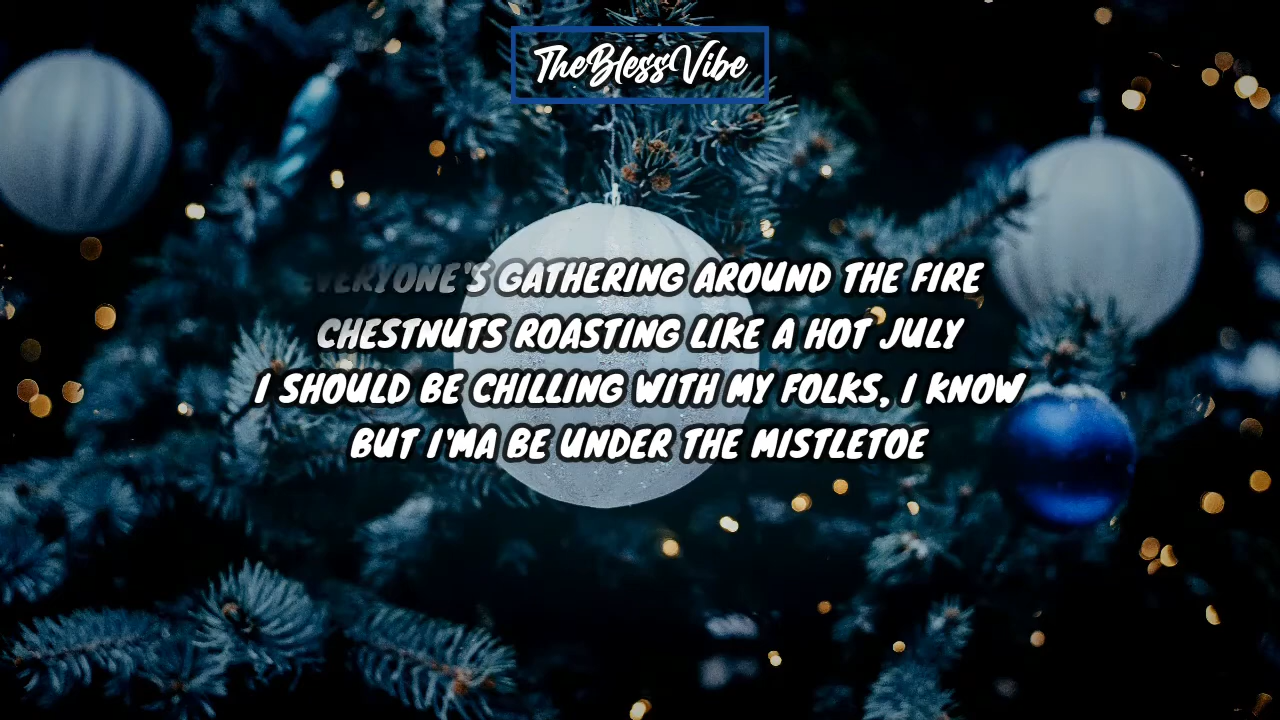 TheBlessVibe
EVERYONE'S GATHERING AROUND THE FIRE
CHESTNUTS ROASTING LIKE A HOT JULY
I SHOULD BE CHILLING WITH MY FOLKS, I KNOW
BUT I'MA BE UNDER THE MISTLETOE